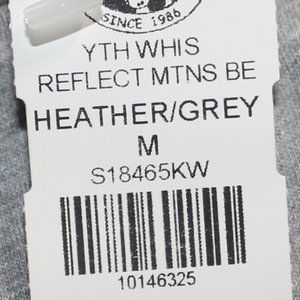 SINCE 1986
YTH WHIS
REFLECT MTNS BE
HEATHER/GREY
M
S18465KW
10146325